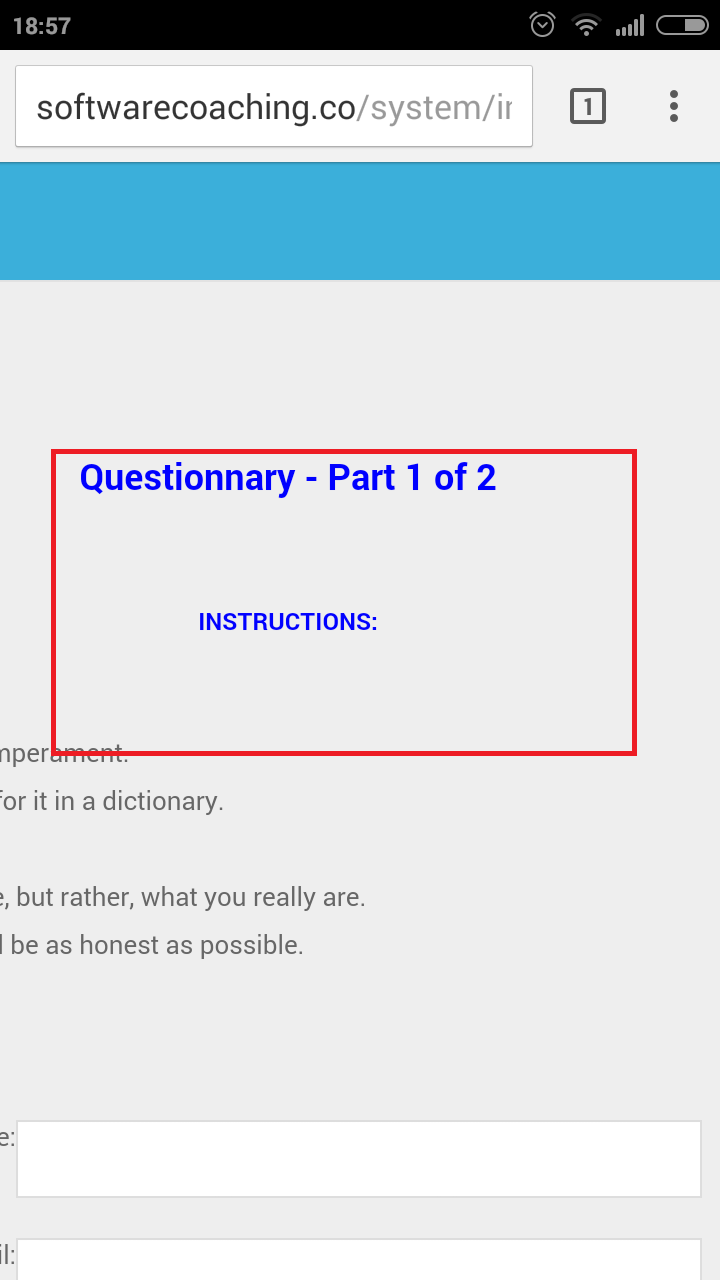 18:57
softwarecoaching.co/system/ir
1
Questionnary - Part 1 of 2
INSTRUCTIONS:
mperament.
for it in a dictionary.
e, but rather, what you really are.
l be as honest as possible.
e:
il: